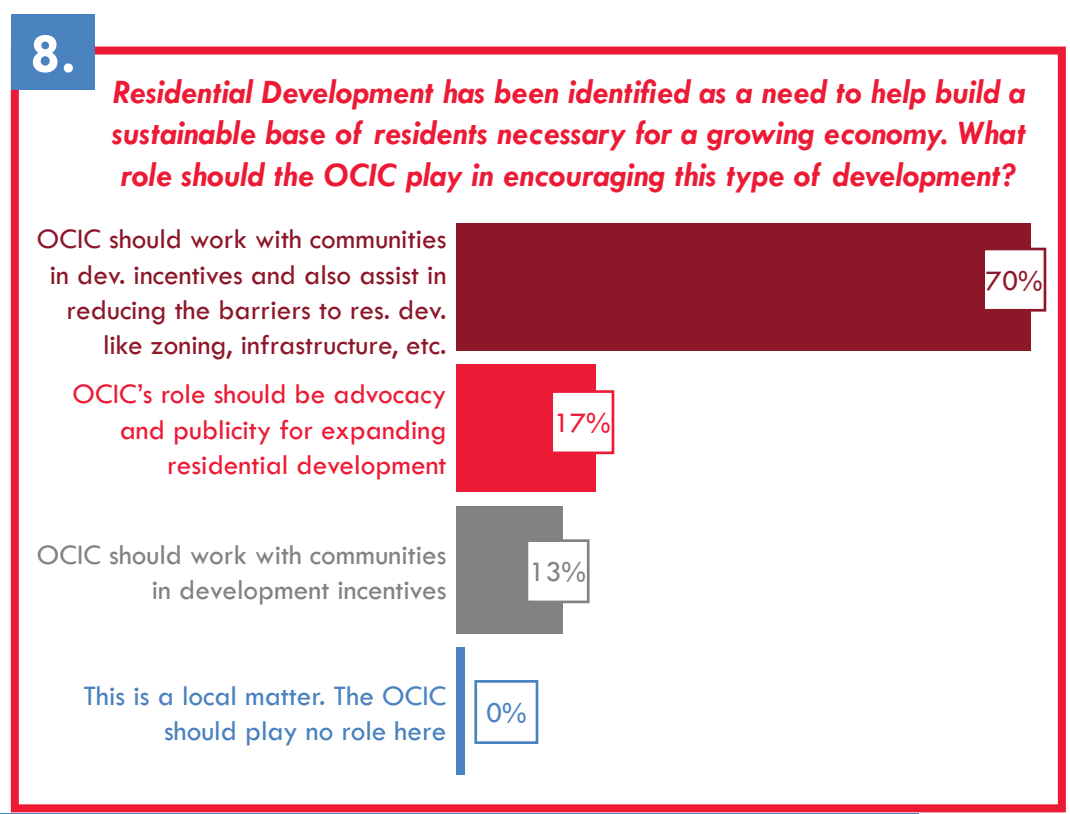 8.
Residential Development has been identified as a need to help build a
sustainable base of residents necessary for a growing economy. What
role should the OCIC play in encouraging this type of development?
OCIC should work with communities
in dev. incentives and also assist in
reducing the barriers to res. dev.
like zoning, infrastructure, etc.
70%
OCIC’s role should be advocacy
and publicity for expanding
residential development
17%
OCIC should work with communities
in development incentives
13%
This is a local matter. The OCIC
should play no role here
0%